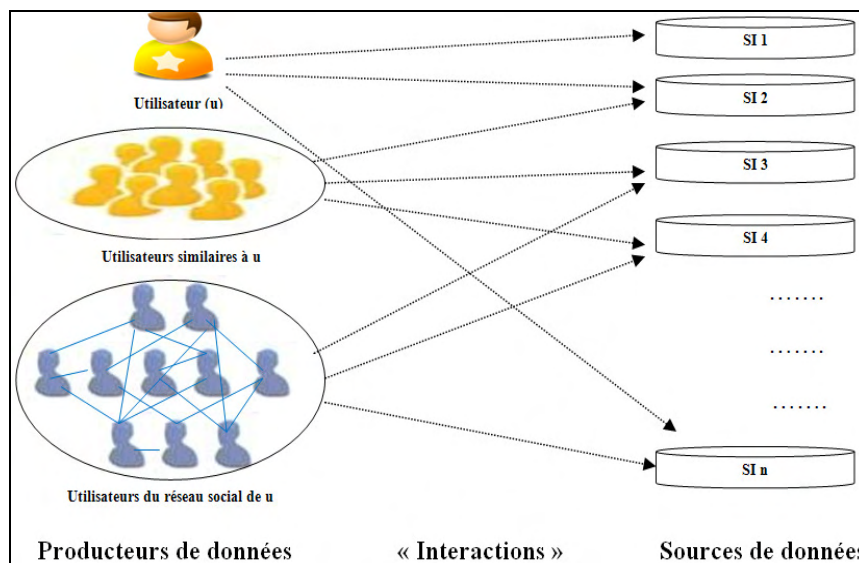 SI 1
Utilisateur (u)
SI 2
SI 3
SI 4
Utilisateurs similaires à u
.......
.......
.......
SI n
Utilisateurs du réseau social de u
Producteurs de données
« Interactions »
Sources de données